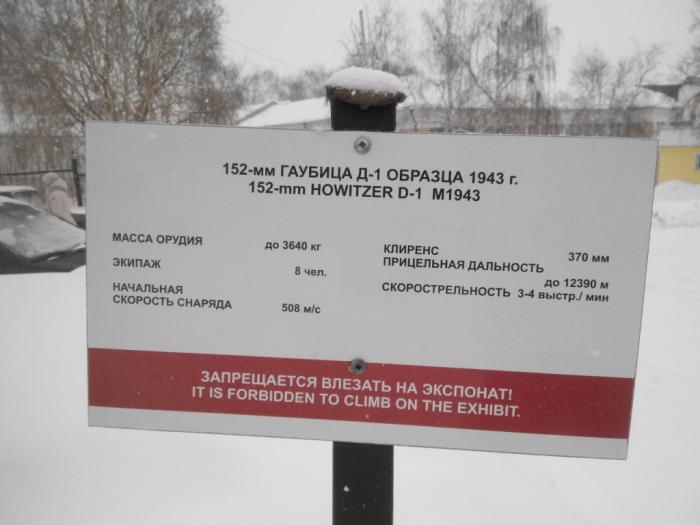 152-мм ГАУБИЦА Д-1 ОБРАЗЦА 1943 г.
152-mm HOWITZER D-1 M1943
МАССА ОРУДИЯ до 3640 кг
ЭКИПАЖ 8 чел.
НАЧАЛЬНАЯ
СКОРОСТЬ СНАРЯДА 508 м/с
КЛИРЕНС 370 мм
ПРИЦЕЛЬНАЯ ДАЛЬНОСТЬ
до 12390 м
СКОРОСТРЕЛЬНОСТЬ 3-4 выстр./ мин
ЗАПРЕЩАЕТСЯ ВЛЕЗАТЬ НА ЭКСПОНАТ!
IT IS FORBIDDEN TO CLIMB ON THE EXHIBIT.